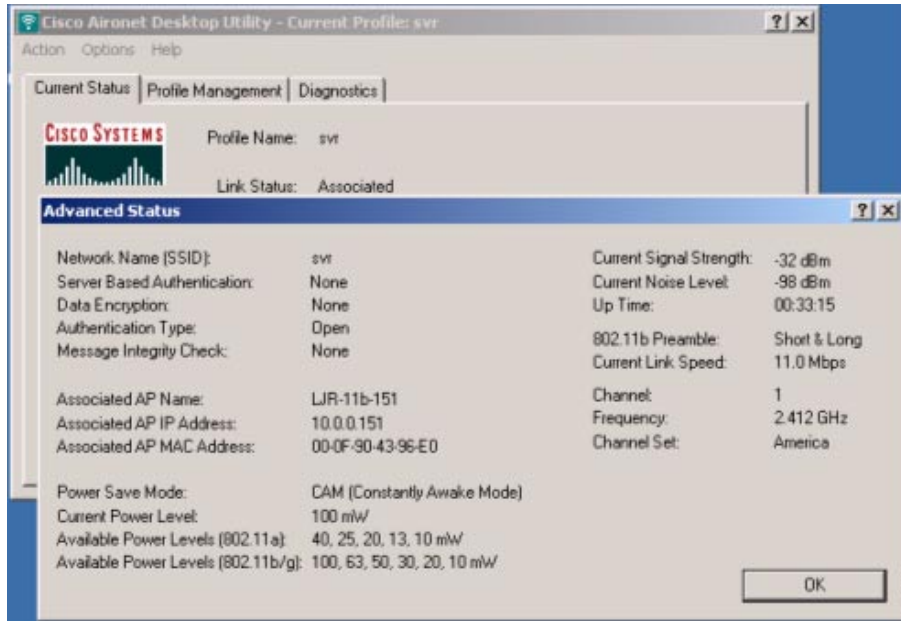 Cisco Aironet Desktop Utility - Current Profile: svr
Action Options Help
Current Status Profile Management Diagnostics
CISCO SYSTEMS
Profile Name: svr
Link Status: Associated
Advanced Status
Network Name (SSID): svr
Server Based Authentication: None
Data Encryption: None
Authentication Type: Open
Message Integrity Check: None
Associated AP Name: LJR-11b-151
Associated AP IP Address: 10.0.0.151
Associated AP MAC Address: 00-0F-90-43-96-E0
Power Save Mode: CAM (Constantly Awake Mode)
Current Power Level: 100 mW
Available Power Levels (802.11a): 40, 25, 20, 13, 10 mW
Available Power Levels (802.11b/g): 100, 63, 50, 30, 20, 10 mW
Current Signal Strength: -32 dBm
Current Noise Level: -98 dBm
Up Time: 00:33:15
802.11b Preamble: Short & Long
Current Link Speed: 11.0 Mbps
Channel: 1
Frequency: 2.412 GHz
Channel Set: America
OK